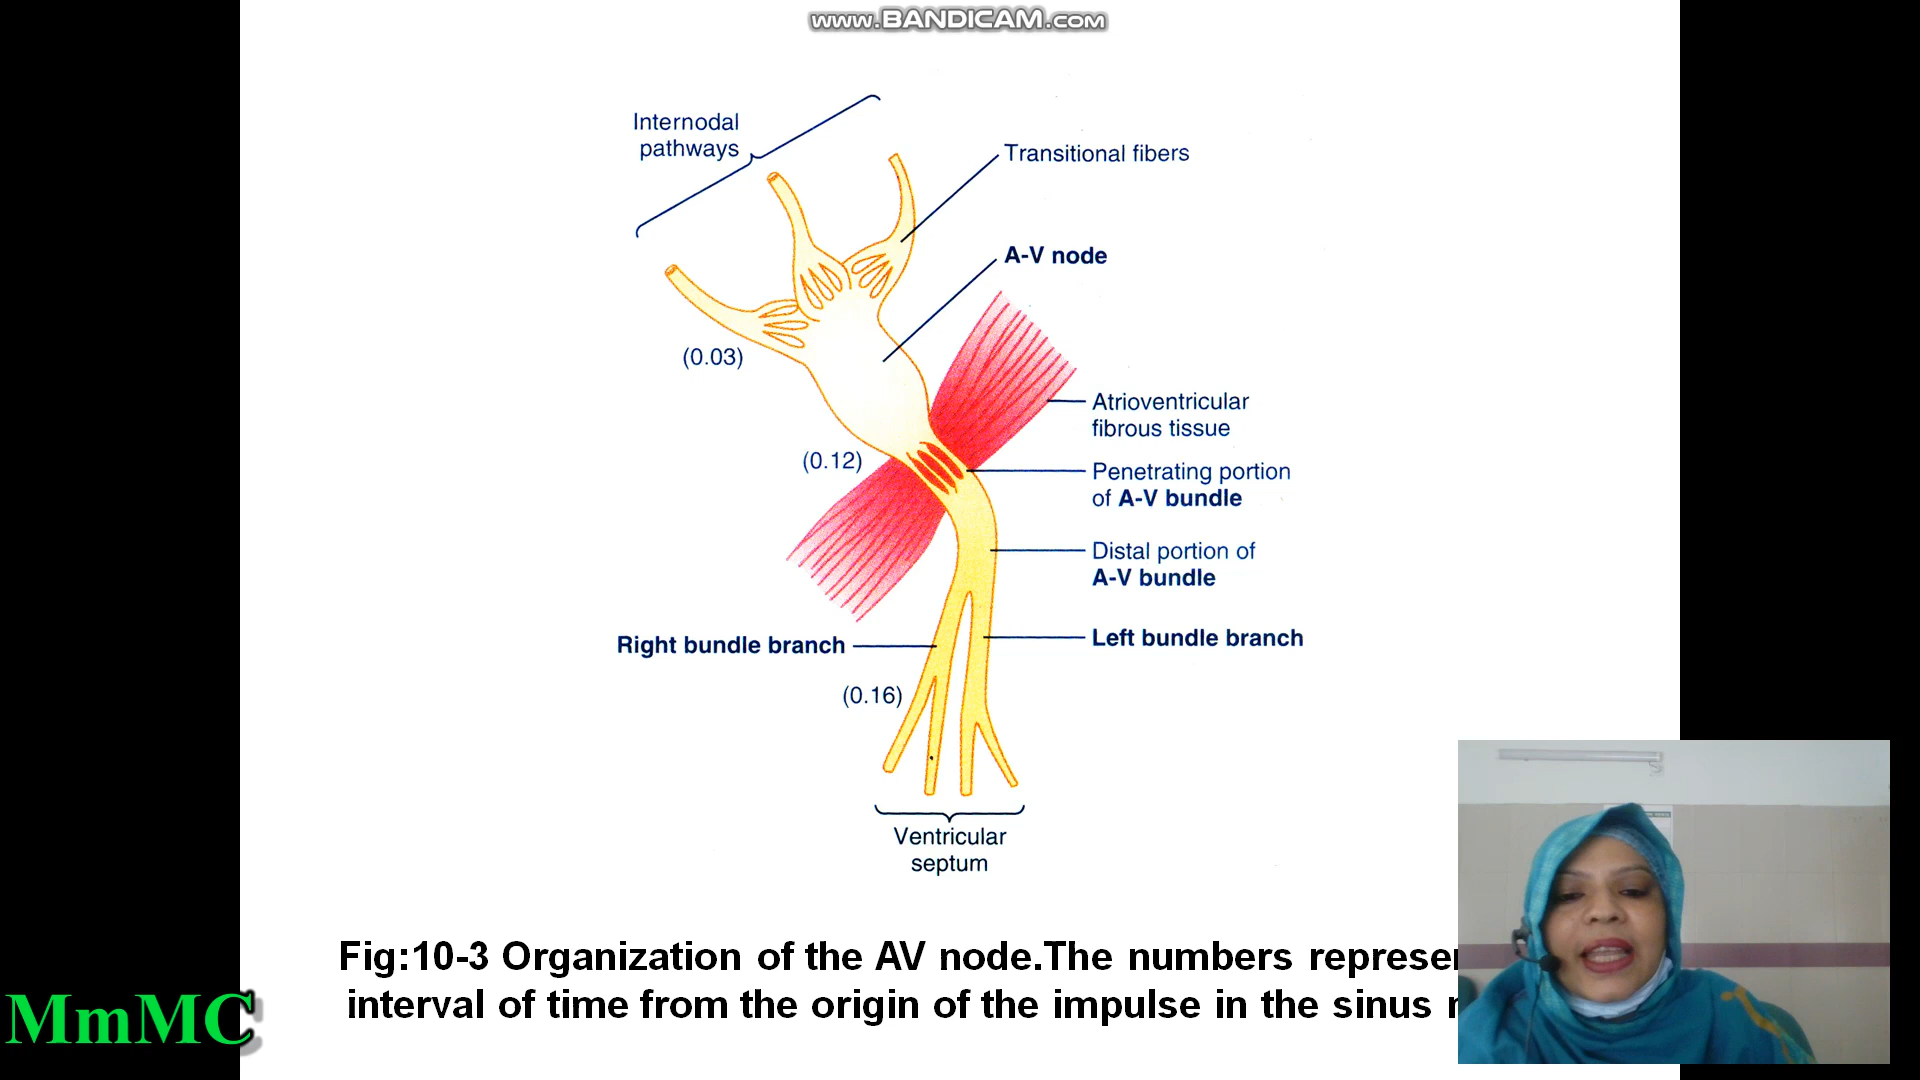 www.BANDICAM.com
Internodal
pathways
Transitional fibers
A-V node
(0.03)
Atrioventricular
fibrous tissue
(0.12)
Penetrating portion
of A-V bundle
Distal portion of
A-V bundle
Right bundle branch
Left bundle branch
(0.16)
Ventricular
septum
Fig:10-3 Organization of the AV node.The numbers
interval of time from the origin of the impulse in the sinus
MmMC